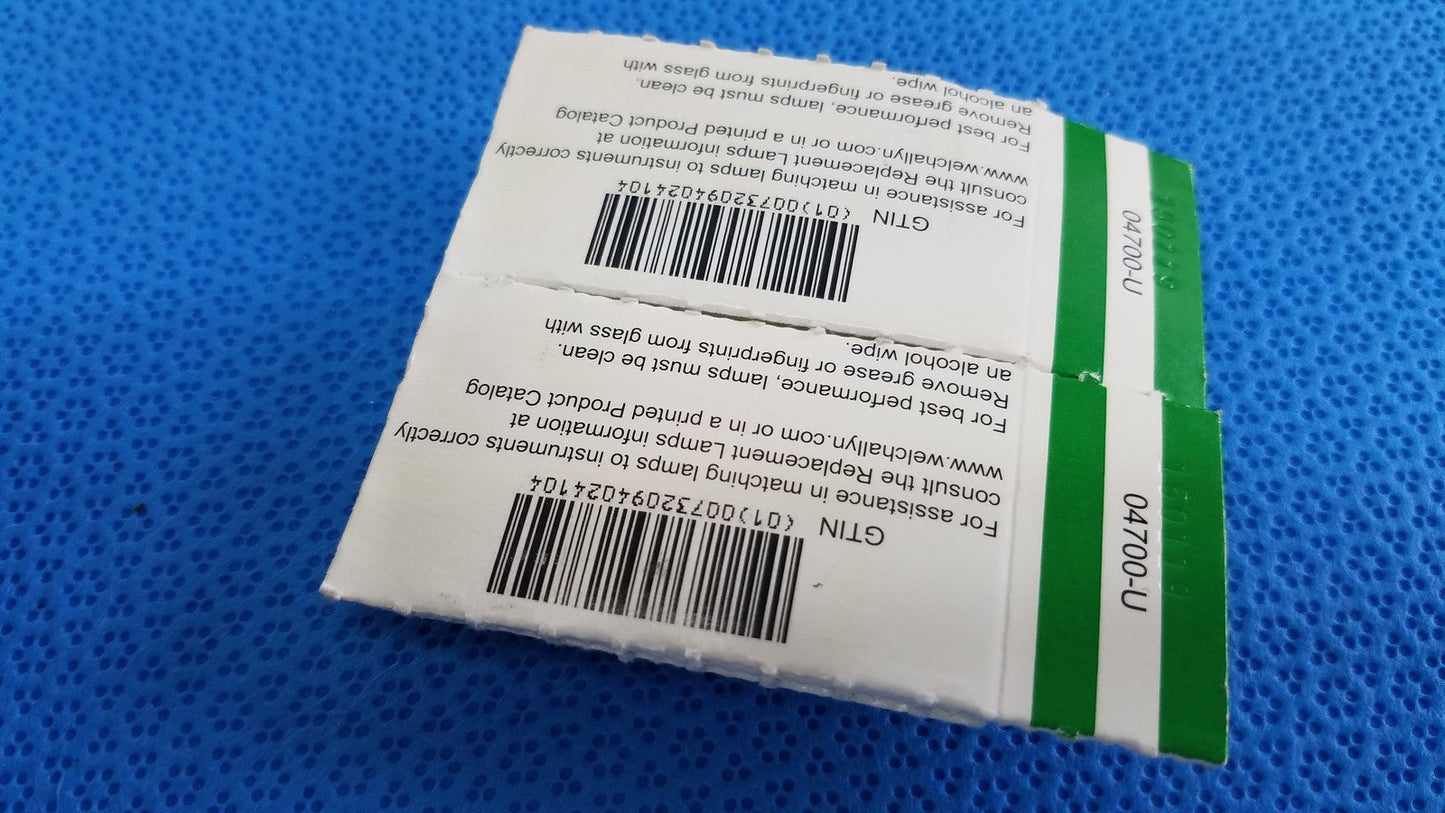 04700-U
GTIN (01)00732094024104
For assistance in matching lamps to instruments correctly
consult the Replacement Lamps information at
www.welchallyn.com or in a printed Product Catalog
For best performance, lamps must be clean.
Remove grease or fingerprints from glass with
an alcohol wipe.
04700-U
GTIN (01)00732094024104
For assistance in matching lamps to instruments correctly
consult the Replacement Lamps information at
www.welchallyn.com or in a printed Product Catalog
For best performance, lamps must be clean.
Remove grease or fingerprints from glass with
an alcohol wipe.